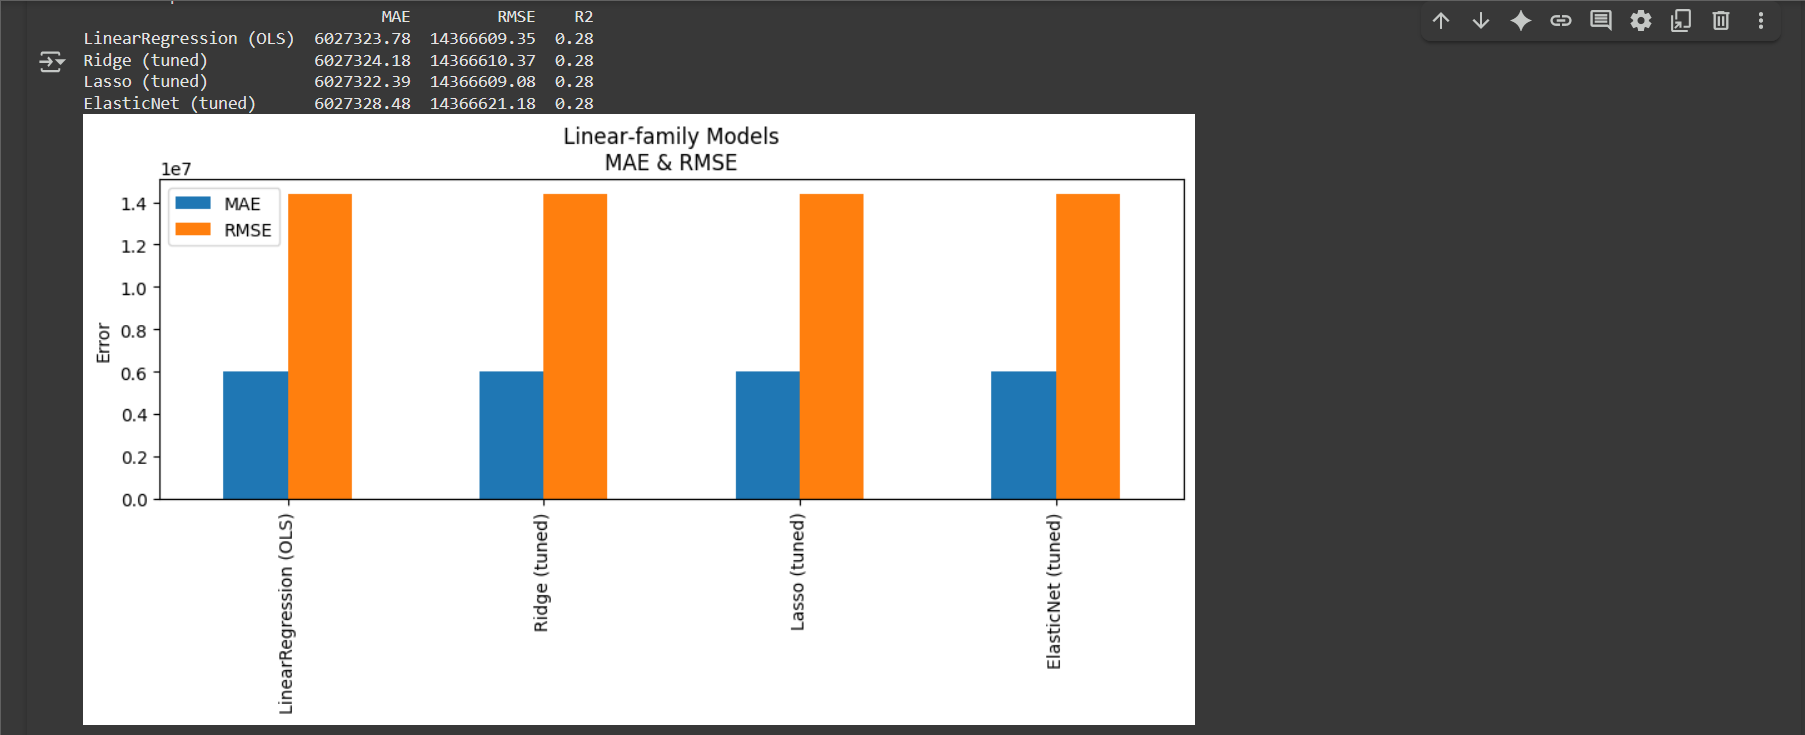 MAE RMSE R2
LinearRegression (OLS) 6027323.78 14366609.35 0.28
Ridge (tuned) 6027324.18 14366610.37 0.28
Lasso (tuned) 6027322.39 14366609.08 0.28
ElasticNet (tuned) 6027328.48 14366621.18 0.28
Linear-family Models
MAE & RMSE
1e7
MAE
RMSE
1.4
1.2
1.0
0.8
0.6
0.4
0.2
0.0
Error
LinearRegression (OLS)
Ridge (tuned)
Lasso (tuned)
ElasticNet (tuned)